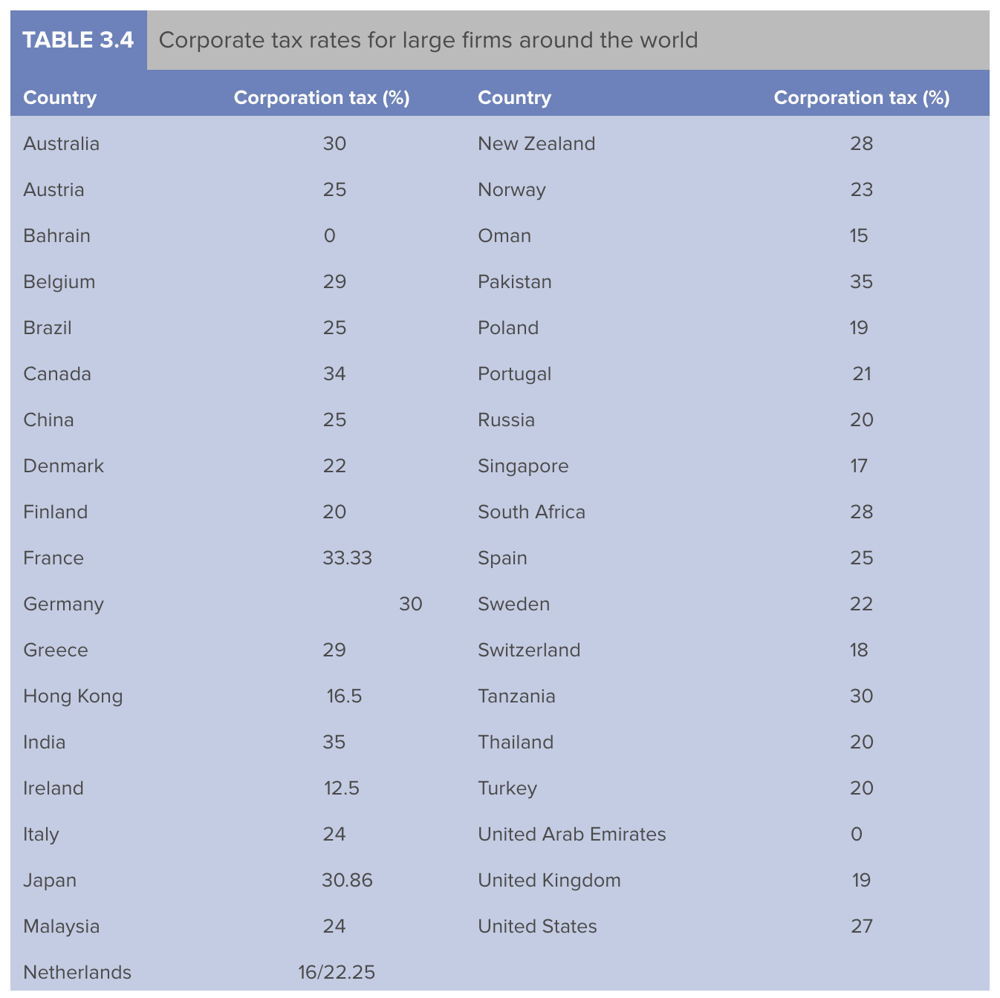 TABLE 3.4 Corporate tax rates for large firms around the world
Country Corporation tax (%) Country Corporation tax (%)
Australia 30 New Zealand 28
Austria 25 Norway 23
Bahrain 0 Oman 15
Belgium 29 Pakistan 35
Brazil 25 Poland 19
Canada 34 Portugal 21
China 25 Russia 20
Denmark 22 Singapore 17
Finland 20 South Africa 28
France 33.33 Spain 25
Germany 30 Sweden 22
Greece 29 Switzerland 18
Hong Kong 16.5 Tanzania 30
India 35 Thailand 20
Ireland 12.5 Turkey 20
Italy 24 United Arab Emirates 0
Japan 30.86 United Kingdom 19
Malaysia 24 United States 27
Netherlands 16/22.25